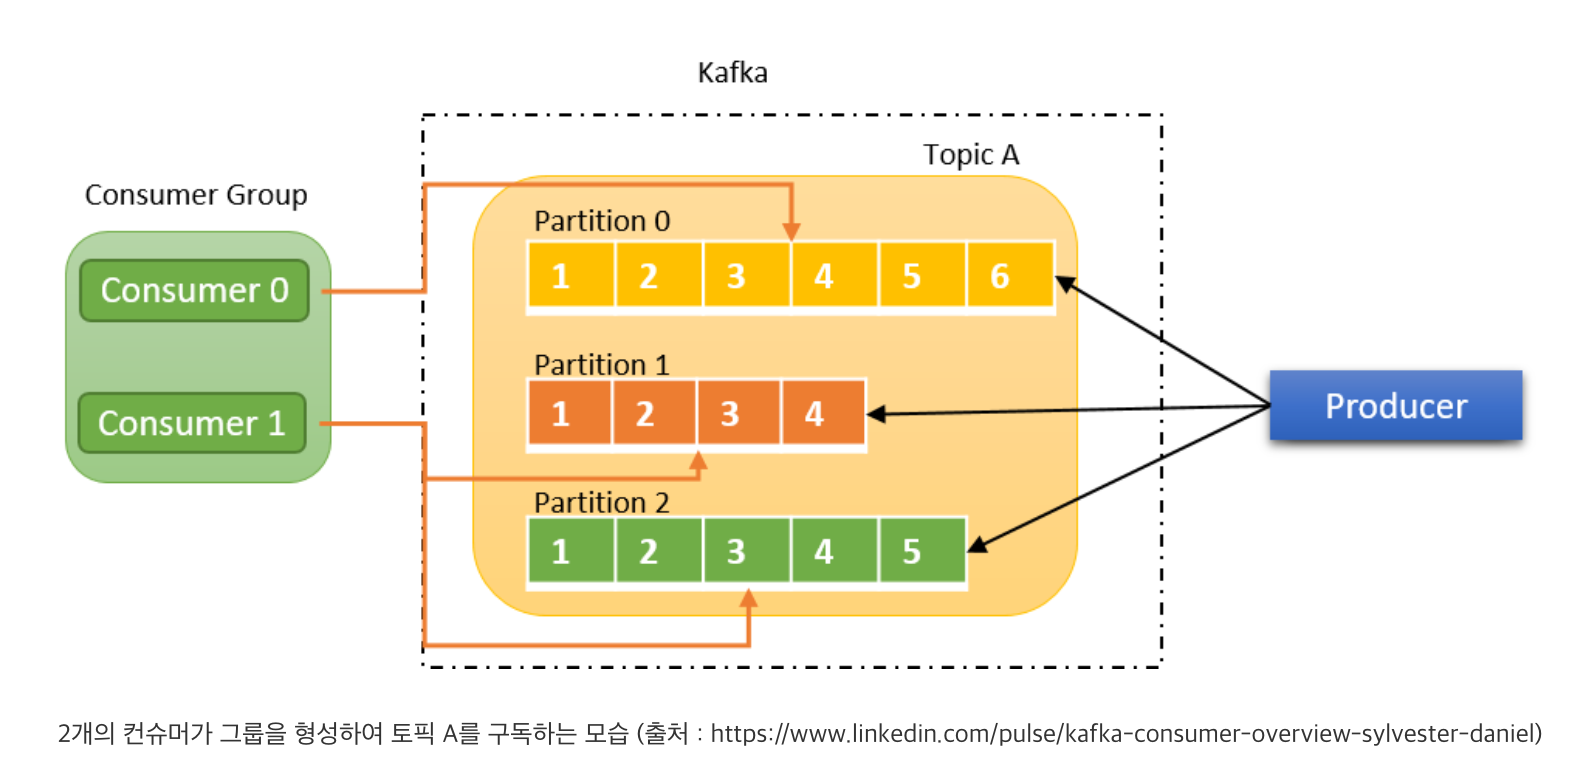 Kafka
Topic A
Consumer Group
Consumer 0
Consumer 1
Partition 0
1 2 3 4 5 6
Partition 1
1 2 3 4
Partition 2
1 2 3 4 5
Producer
2개의 컨슈머가 그룹을 형성하여 토픽 A를 구독하는 모습 (출처 : https://www.linkedin.com/pulse/kafka-consumer-overview-sylvester-daniel)